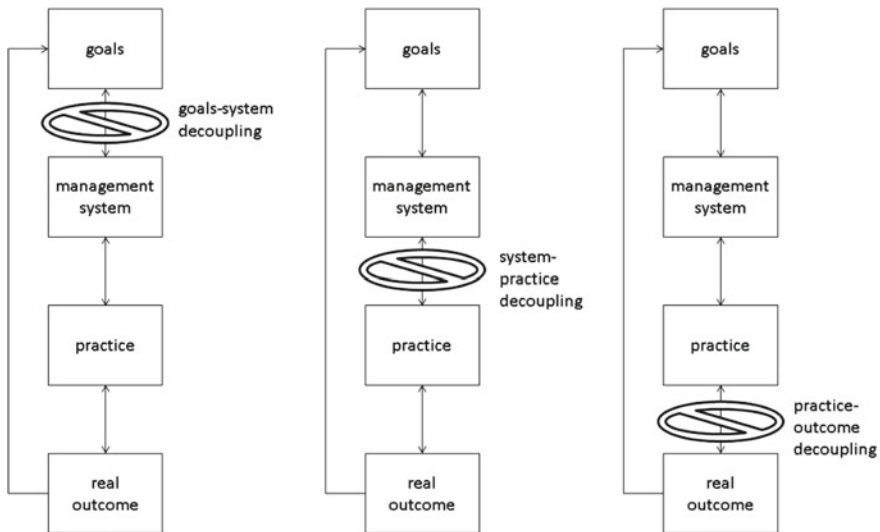 goals
goals-system
decoupling
management
system
practice
real
outcome
goals
management
system
system-
practice
decoupling
practice
real
outcome
goals
management
system
practice
practice-
outcome
decoupling
real
outcome